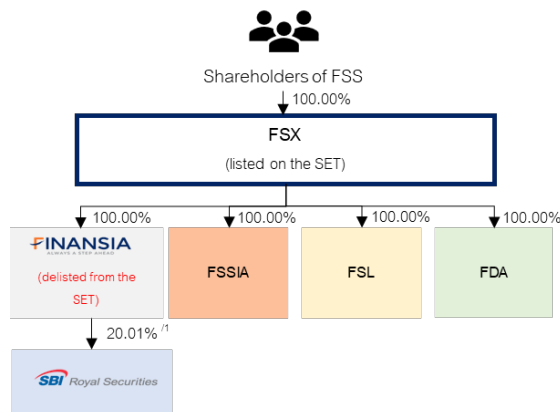 Shareholders of FSS
100.00%
FSX
(listed on the SET)
100.00% 100.00% 100.00% 100.00%
FINANSIA
ALWAYS A STEP AHEAD
(delisted from the
SET)
FSSIA
FSL
FDA
20.01% /1
SBI Royal Securities